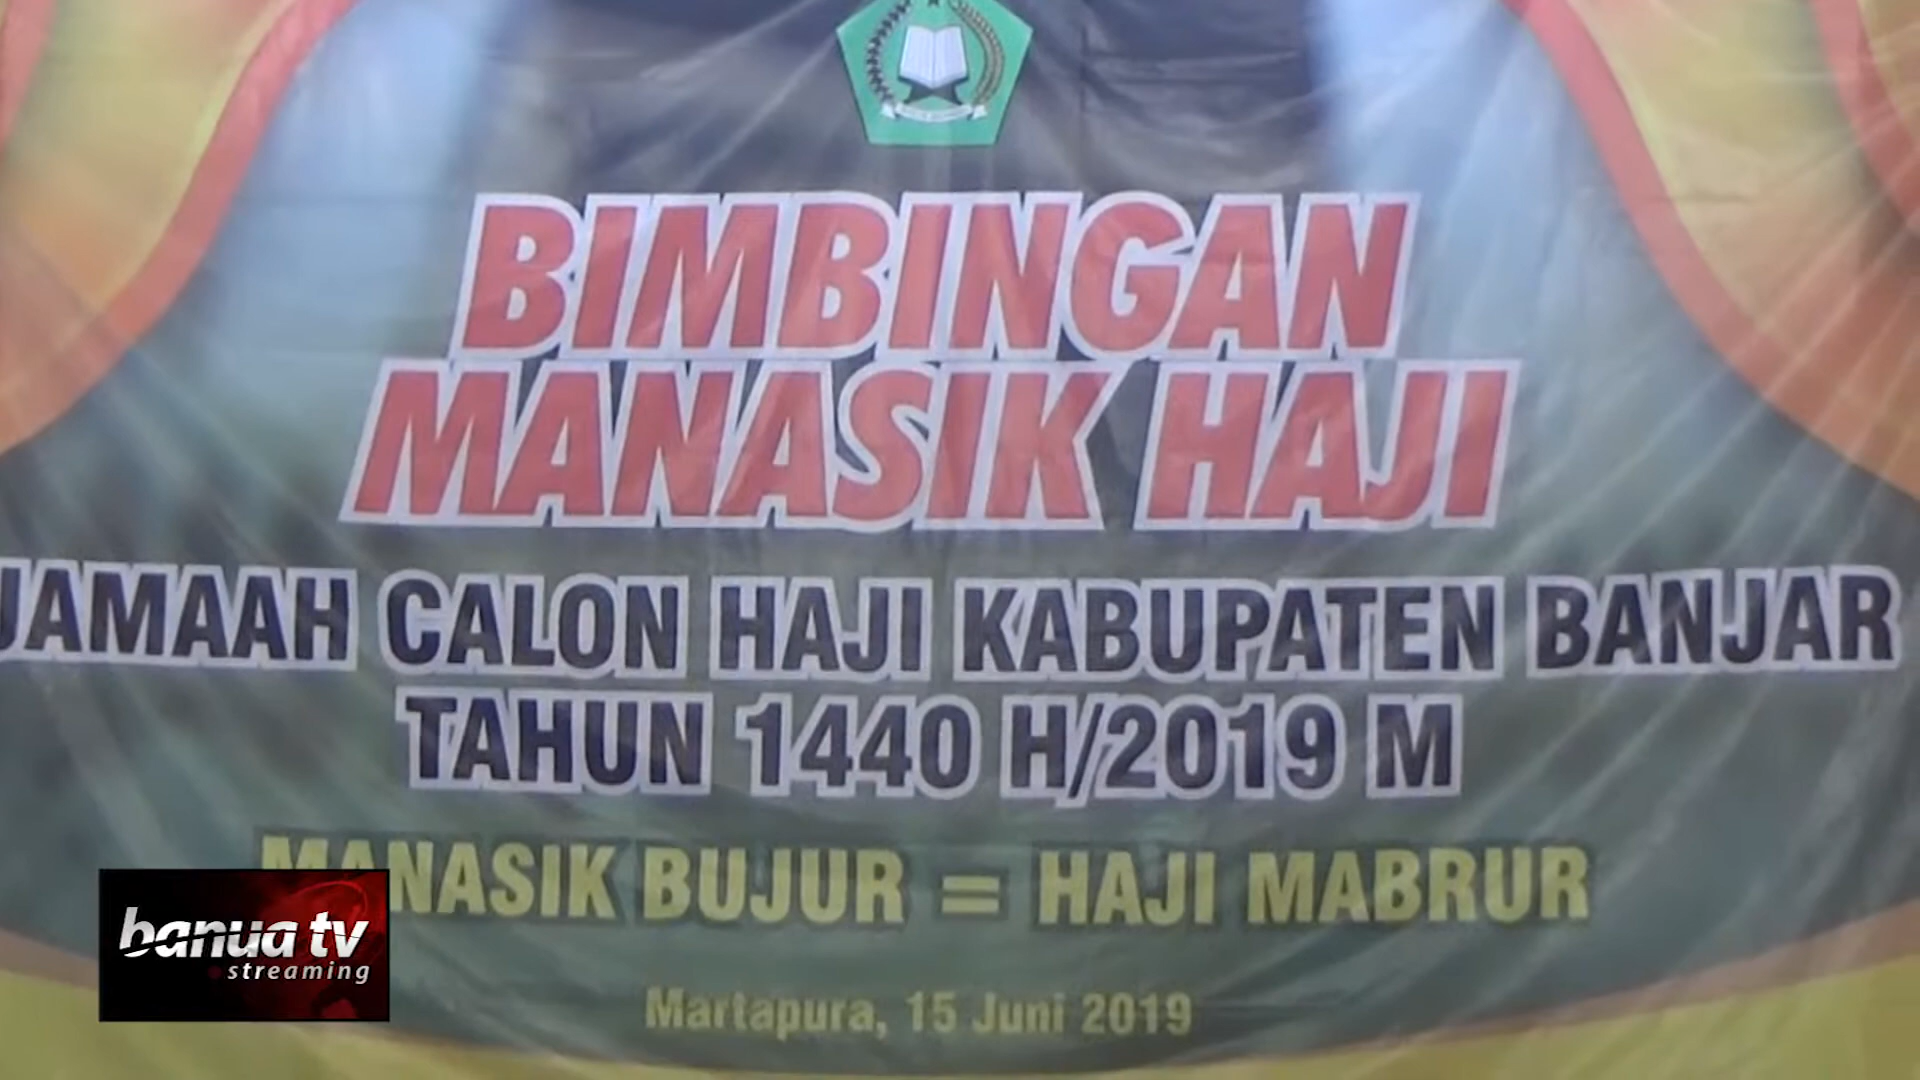 BIMBINGAN
MANASIK HAJI
JAMAAH CALON HAJI KABUPATEN BANJAR
TAHUN 1440 H/2019 M
MANASIK BUJUR = HAJI MABRUR
Martapura, 15 Juni 2019
banua tv
streaming